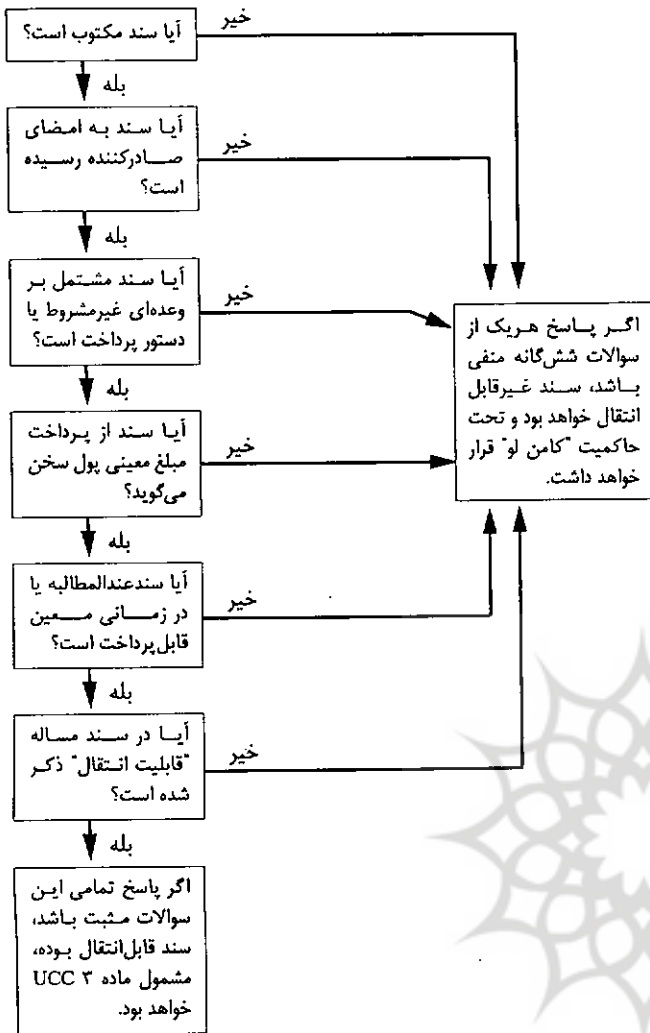 آیا سند مکتوب است؟
خیر
بله
آیا سند به امضای
صادرکننده رسیده
است؟
خیر
بله
آیا سند مشتمل بر
وعده‌ای غیرمشروط یا
دستور پرداخت است؟
خیر
بله
آیا سند از پرداخت
مبلغ معینی پول سخن
می‌گوید؟
خیر
بله
آیا سندعندالمطالبه یا
در زمانی معین
قابل‌پرداخت است؟
خیر
بله
آیا در سند مساله
"قابلیت انتقال" ذکر
شده است؟
خیر
بله
اگر پاسخ تمامی این
سوالات مثبت باشد،
سند قابل‌انتقال بوده،
مشمول ماده ۳ UCC
خواهد بود.
اگر پاسخ هریک از
سوالات شش‌گانه منفی
باشد، سند غیرقابل
انتقال خواهد بود و تحت
حاکمیت "کامن لو" قرار
خواهد داشت.